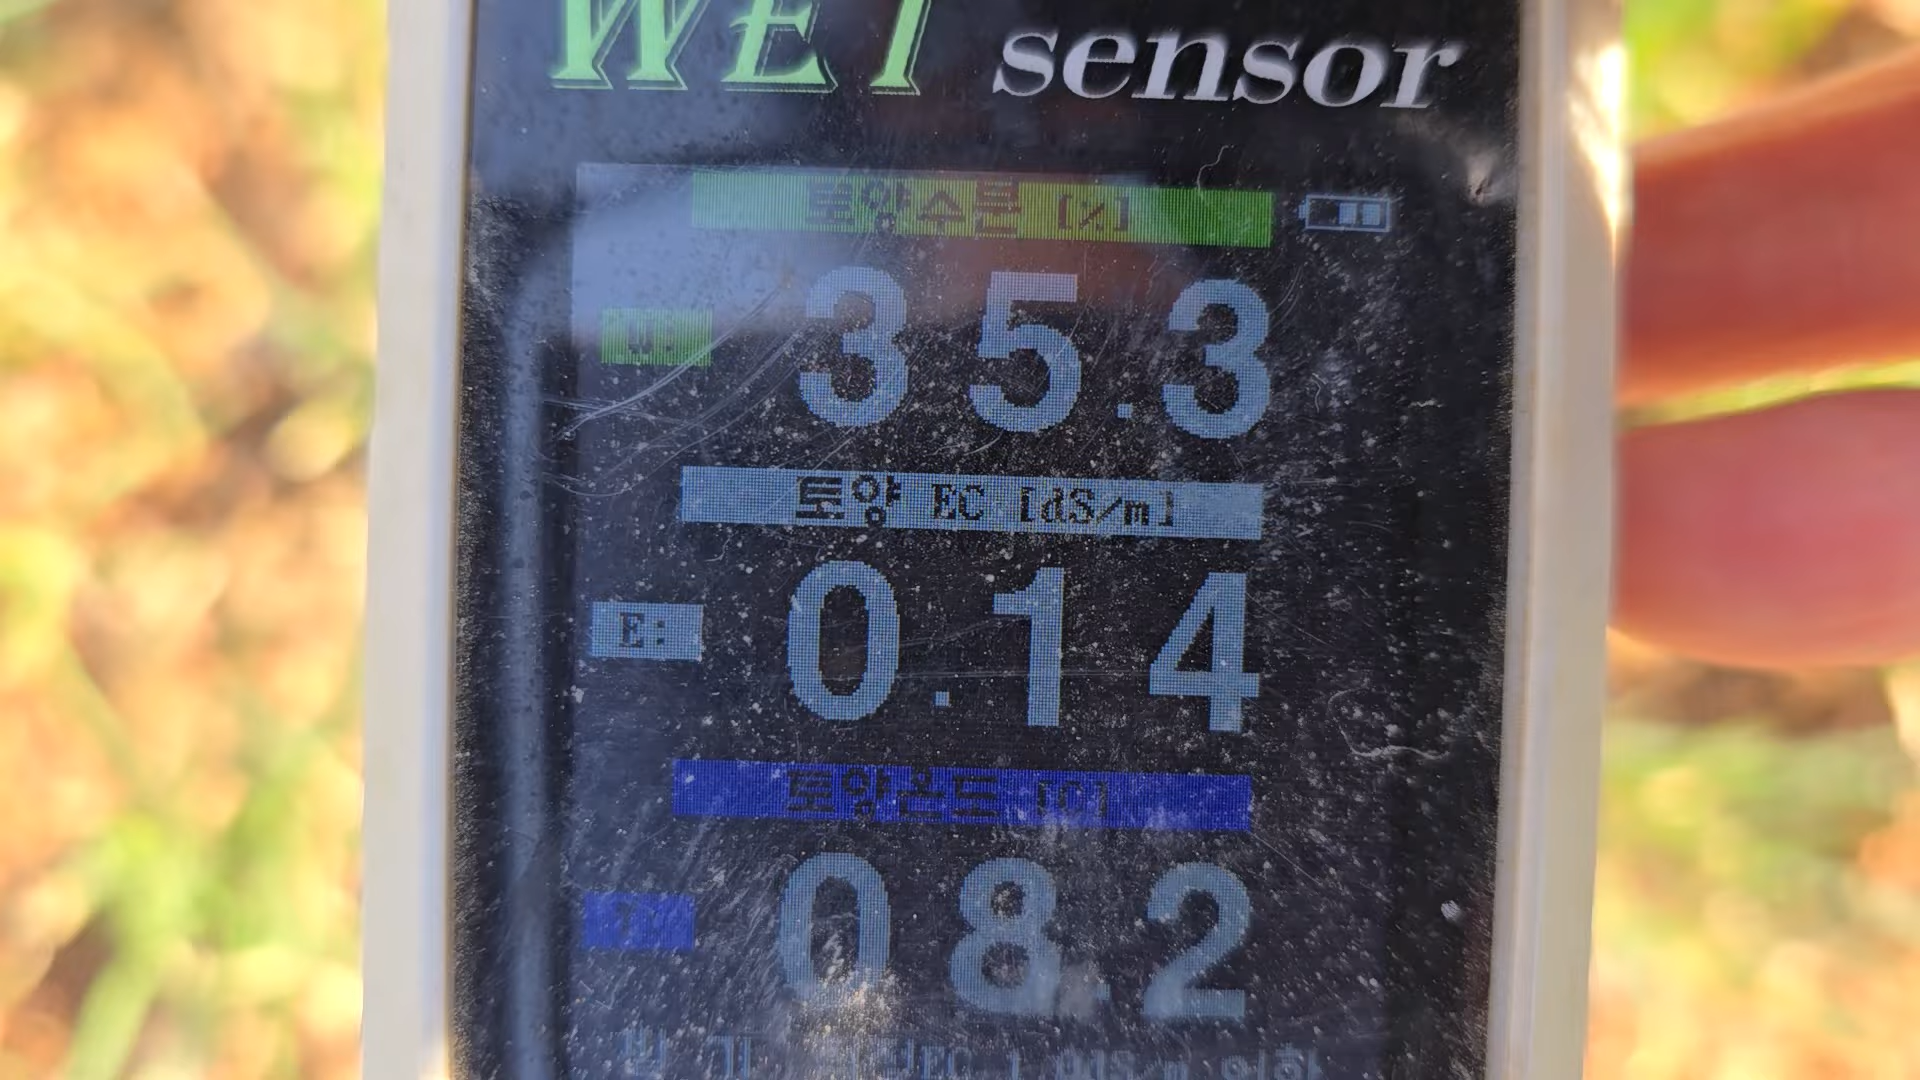 WET sensor
토양수분 [%]
W: 35.3
토양 EC [dS/m]
E: 0.14
토양온도 [C]
T: 08.2